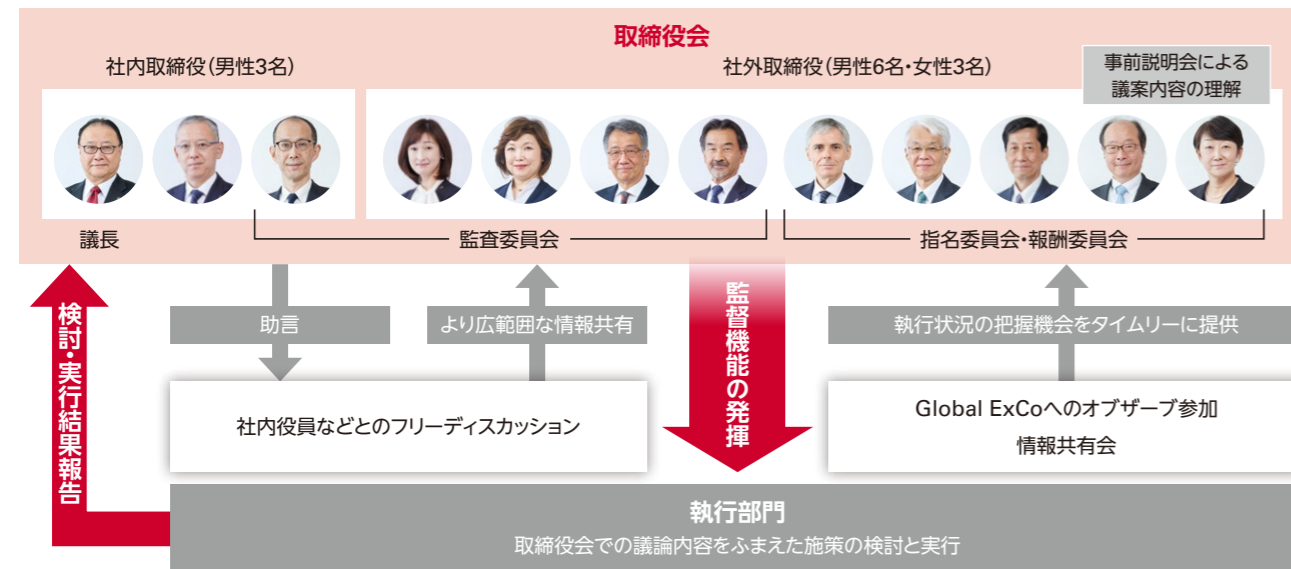 取締役会
社内取締役（男性3名）
社外取締役（男性6名・女性3名）
事前説明会による
議案内容の理解
議長
監査委員会
指名委員会・報酬委員会
検討・実行結果報告
助言
より広範囲な情報共有
監督機能の発揮
執行状況の把握機会をタイムリーに提供
社内役員などとのフリーディスカッション
Global ExCoへのオブザーブ参加
情報共有会
執行部門
取締役会での議論内容をふまえた施策の検討と実行